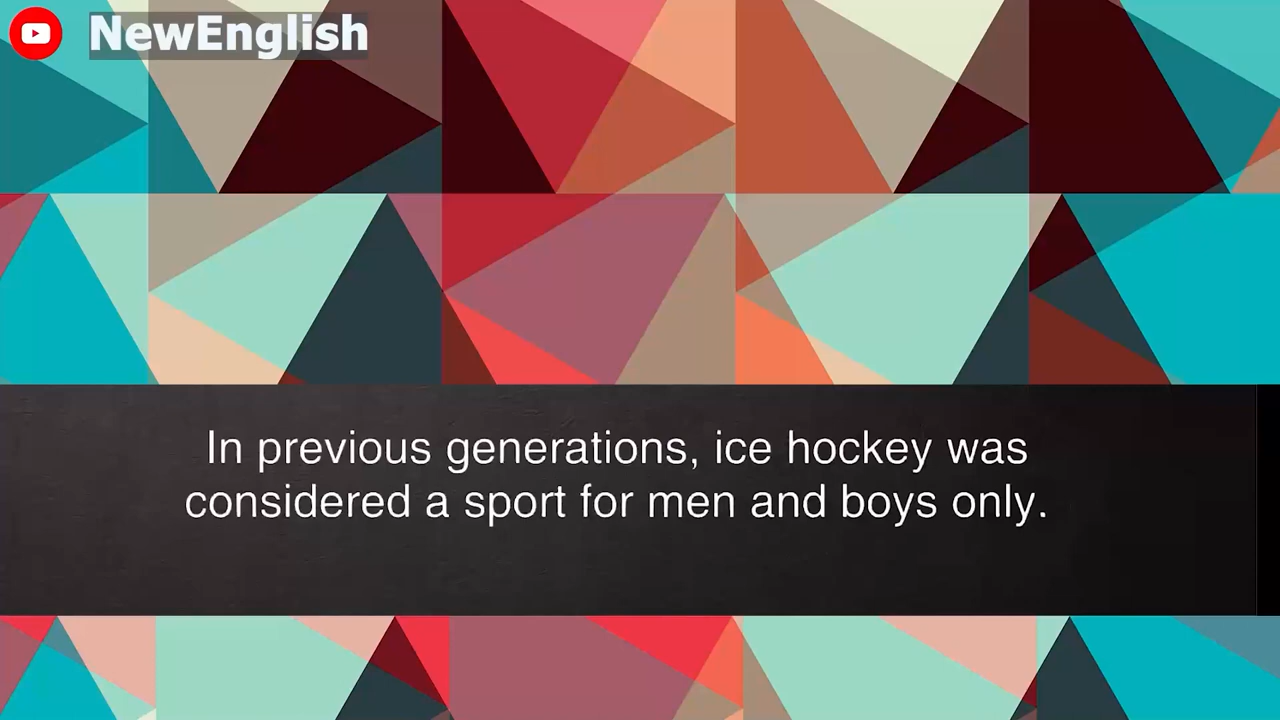 NewEnglish
In previous generations, ice hockey was
considered a sport for men and boys only.